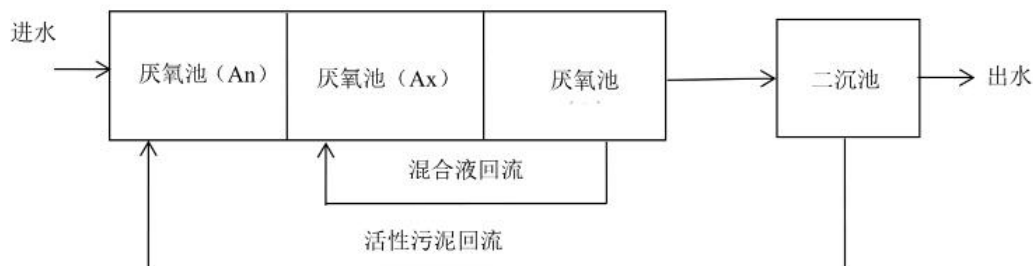 进水
厌氧池（An）
厌氧池（Ax）
厌氧池
二沉池
出水
混合液回流
活性污泥回流